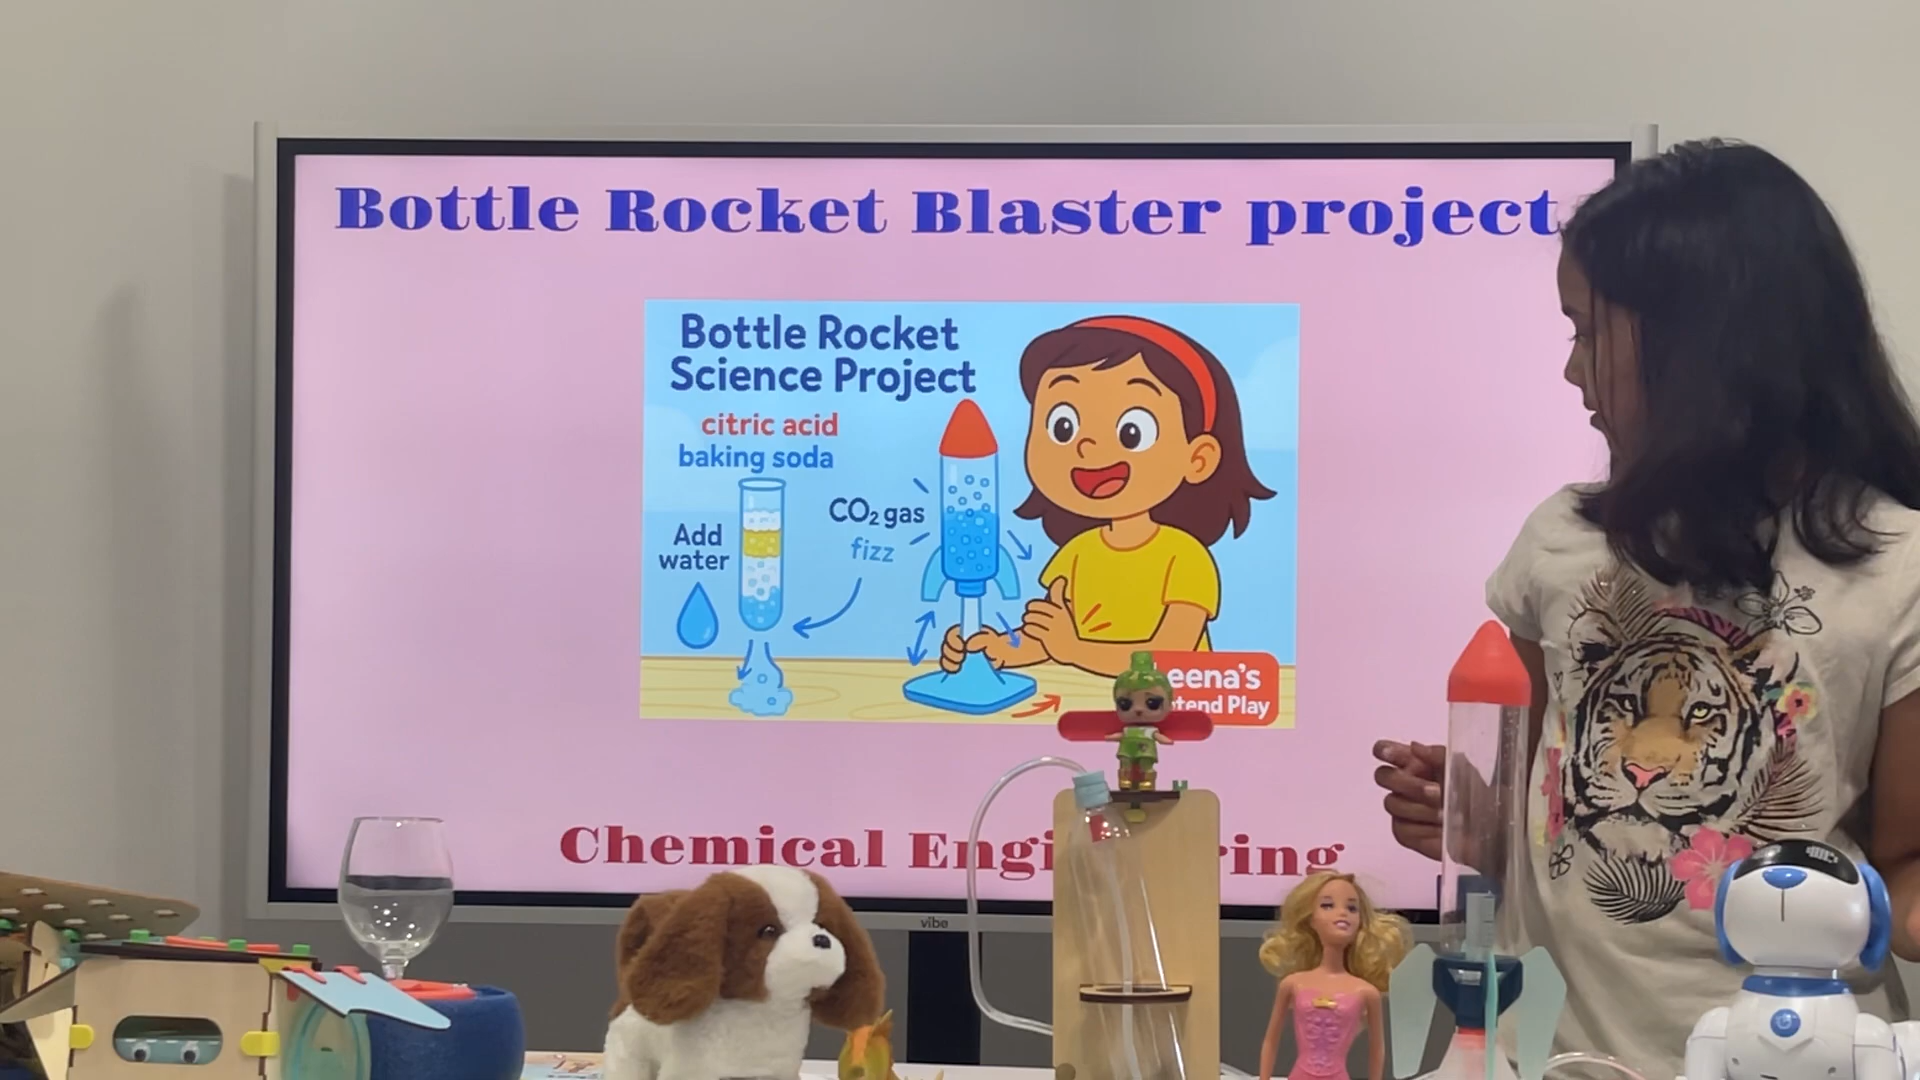 Bottle Rocket Blaster project
Bottle Rocket
Science Project
citric acid
baking soda
CO₂ gas
fizz
Add
water
eena's
tend Play
Chemical Engi ring
vibe